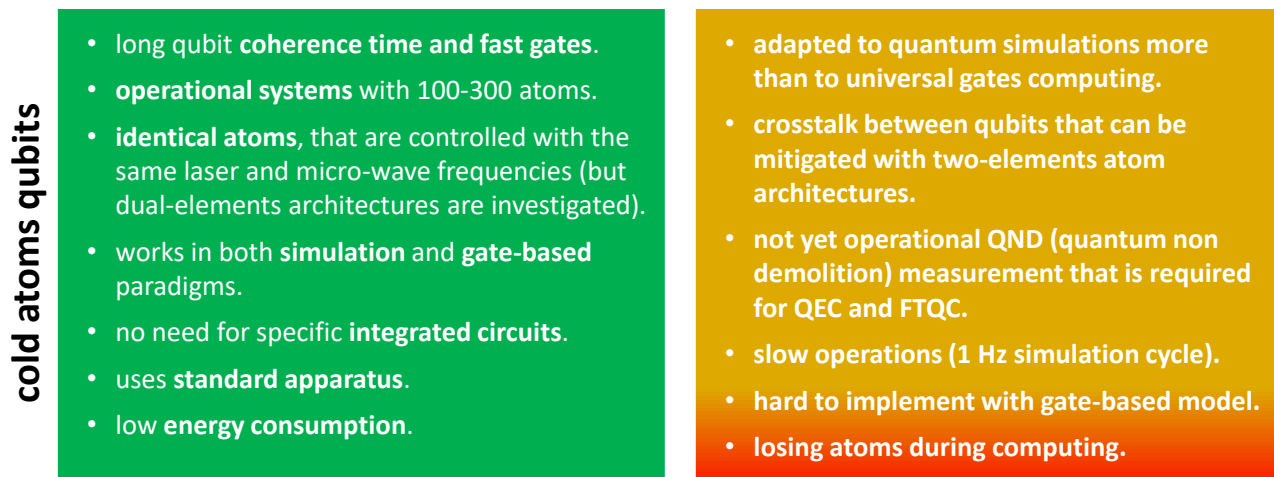 cold atoms qubits
• long qubit coherence time and fast gates.
• operational systems with 100-300 atoms.
• identical atoms, that are controlled with the
same laser and micro-wave frequencies (but
dual-elements architectures are investigated).
• works in both simulation and gate-based
paradigms.
• no need for specific integrated circuits.
• uses standard apparatus.
• low energy consumption.
• adapted to quantum simulations more
than to universal gates computing.
• crosstalk between qubits that can be
mitigated with two-elements atom
architectures.
• not yet operational QND (quantum non
demolition) measurement that is required
for QEC and FTQC.
• slow operations (1 Hz simulation cycle).
• hard to implement with gate-based model.
• losing atoms during computing.